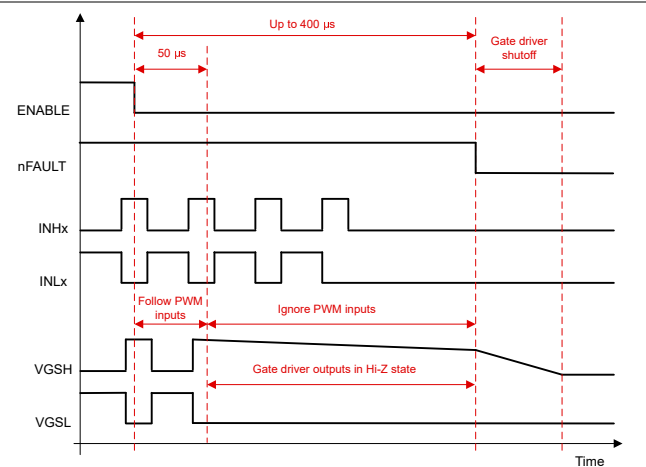 Up to 400 µs
50 µs
Gate driver
shutoff
ENABLE
nFAULT
INHx
INLx
Follow PWM
inputs
Ignore PWM inputs
VGSH
Gate driver outputs in Hi-Z state
VGSL
Time